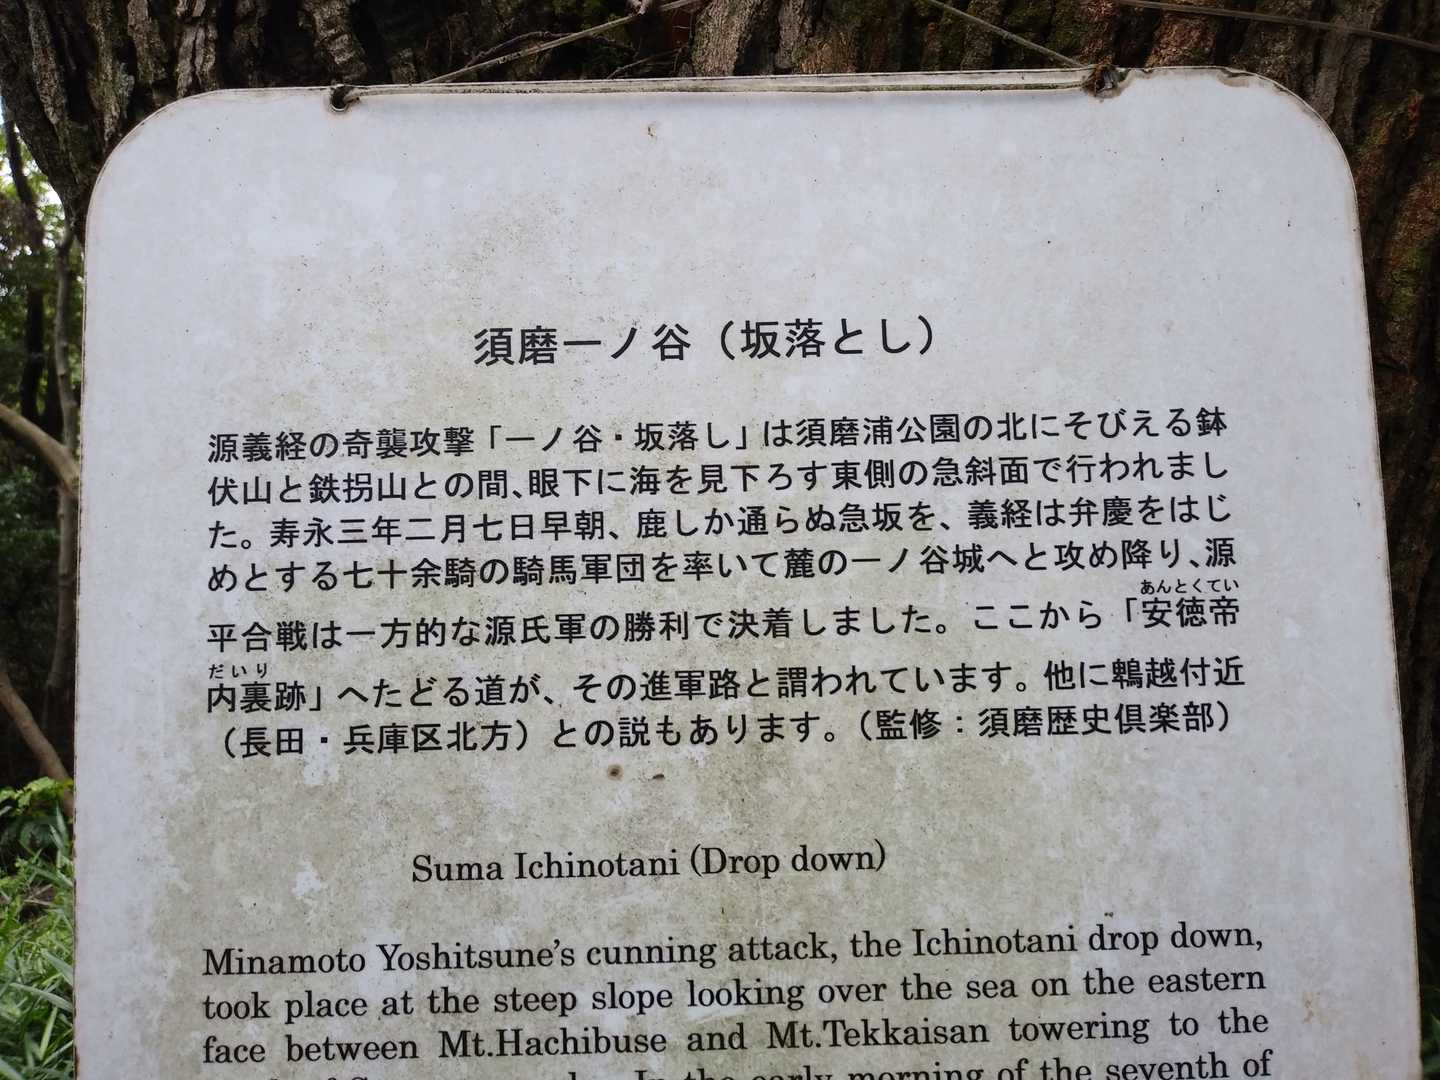 須磨一ノ谷（坂落とし）
源義経の奇襲攻撃「一ノ谷・坂落し」は須磨浦公園の北にそびえる鉢
伏山と鉄拐山との間、眼下に海を見下ろす東側の急斜面で行われまし
た。寿永三年二月七日早朝、鹿しか通らぬ急坂を、義経は弁慶をはじ
めとする七十余騎の騎馬軍団を率いて麓の一ノ谷城へと攻め降り、源
あんとくてい
平合戦は一方的な源氏軍の勝利で決着しました。ここから「安徳帝
だいり
内裏跡」へたどる道が、その進軍路と謂われています。他に鵯越付近
（長田・兵庫区北方）との説もあります。（監修：須磨歴史倶楽部）
Suma Ichinotani (Drop down)
Minamoto Yoshitsune's cunning attack, the Ichinotani drop down,
took place at the steep slope looking over the sea on the eastern
face between Mt.Hachibuse and Mt.Tekkaisan towering to the
In the early morning of the seventh of